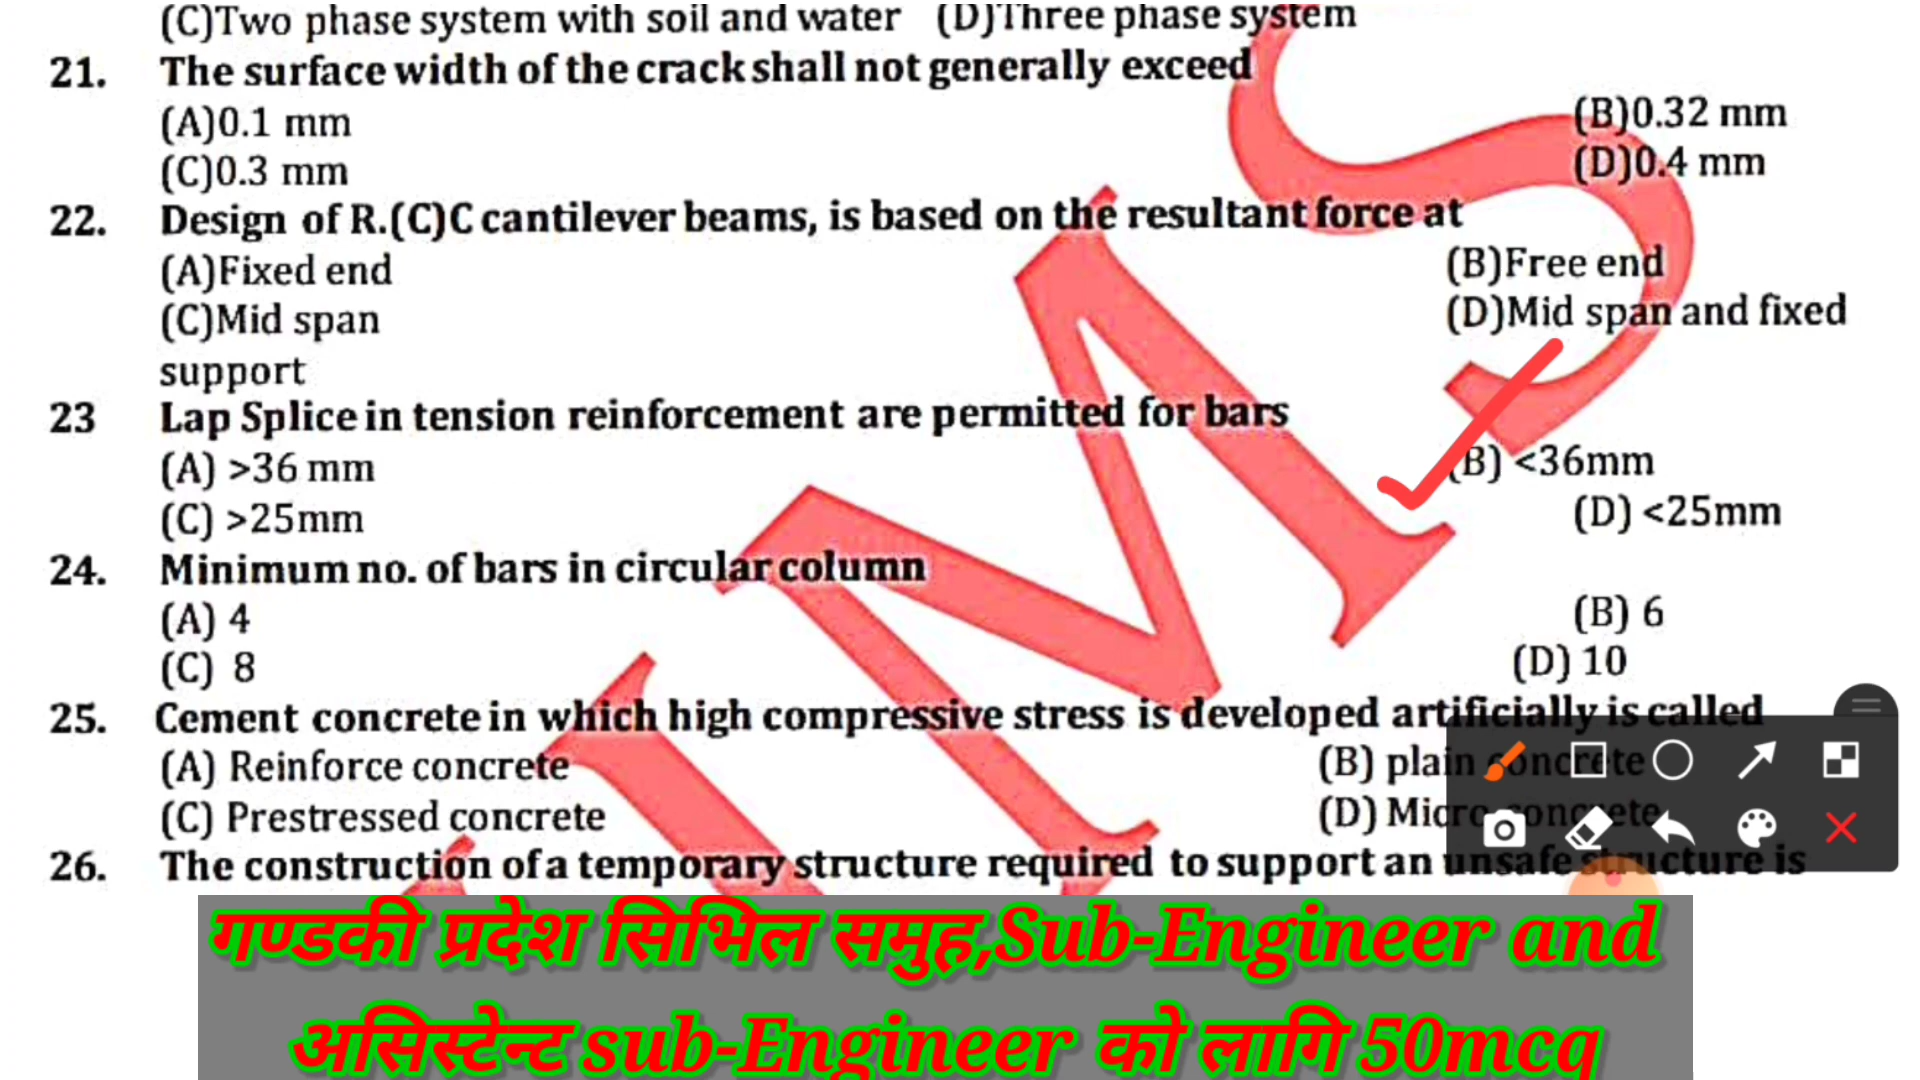 (C)Two phase system with soil and water (D)Three phase system
21. The surface width of the crack shall not generally exceed
(A)0.1 mm (B)0.32 mm
(C)0.3 mm (D)0.4 mm
22. Design of R.(C)C cantilever beams, is based on the resultant force at
(A)Fixed end (B)Free end
(C)Mid span (D)Mid span and fixed
support
23 Lap Splice in tension reinforcement are permitted for bars
(A) >36 mm (B) <36mm
(C) >25mm (D) <25mm
24. Minimum no. of bars in circular column
(A) 4 (B) 6
(C) 8 (D) 10
25. Cement concrete in which high compressive stress is developed artificially is called
(A) Reinforce concrete (B) plain concrete
(C) Prestressed concrete (D) Micro concrete
26. The construction of a temporary structure required to support an unsafe structure is
गण्डकी प्रदेश सिभिल समुह,Sub-Engineer and
असिस्टेन्ट sub-Engineer को लागि 50mcq